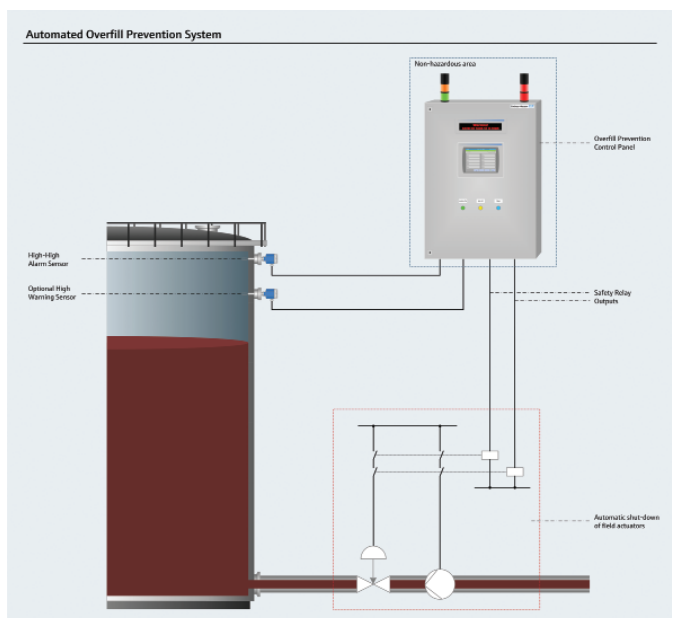 Automated Overfill Prevention System
Non-hazardous area
Overfill Prevention
Control Panel
High-High
Alarm Sensor
Optional High
Warning Sensor
Safety Relay
Outputs
Automatic shut-down
of field actuators